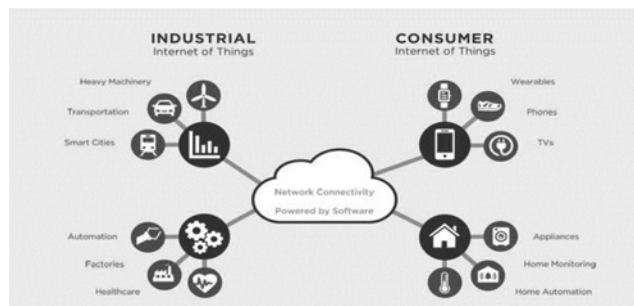 INDUSTRIAL
Internet of Things
CONSUMER
Internet of Things
Heavy Machinery
Transportation
Smart Cities
Wearables
Phones
TVs
Network Connectivity
Powered by Software
Automation
Factories
Healthcare
Appliances
Home Monitoring
Home Automation